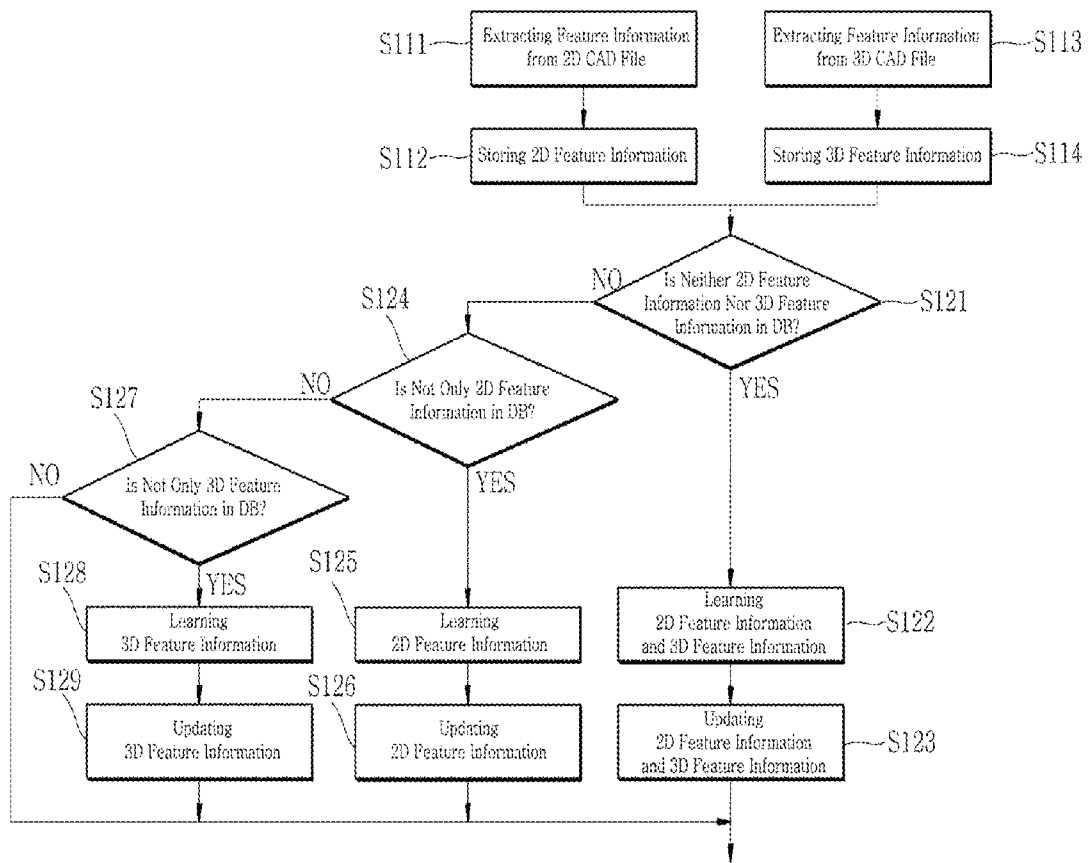 S111
Extracting Feature Information
from 2D CAD File
Extracting Feature Information
from 3D CAD File
S113
S112
Storing 2D Feature Information
Storing 3D Feature Information
S114
NO
Is Neither 2D Feature
Information Nor 3D Feature
Information in DB?
S121
YES
S124
NO
Is Not Only 2D Feature
Information in DB?
YES
S127
NO
Is Not Only 3D Feature
Information in DB?
YES
S128
Learning
3D Feature Information
S125
Learning
2D Feature Information
Learning
2D Feature Information
and 3D Feature Information
S122
S129
Updating
3D Feature Information
S126
Updating
2D Feature Information
Updating
2D Feature Information
and 3D Feature Information
S123